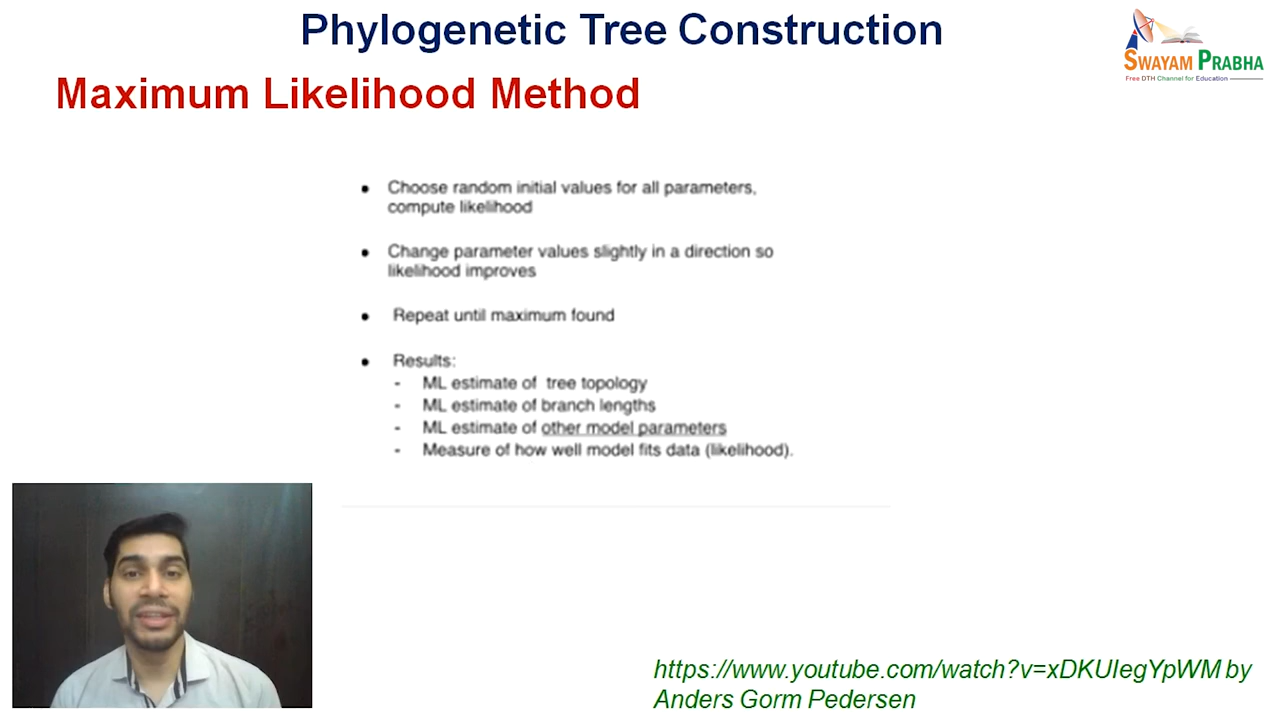 Phylogenetic Tree Construction
SWAYAM PRABHA
Free DTH Channel for Education
Maximum Likelihood Method
• Choose random initial values for all parameters,
compute likelihood
• Change parameter values slightly in a direction so
likelihood improves
• Repeat until maximum found
• Results:
- ML estimate of tree topology
- ML estimate of branch lengths
- ML estimate of other model parameters
- Measure of how well model fits data (likelihood).
https://www.youtube.com/watch?v=xDKUIegYpWM by
Anders Gorm Pedersen